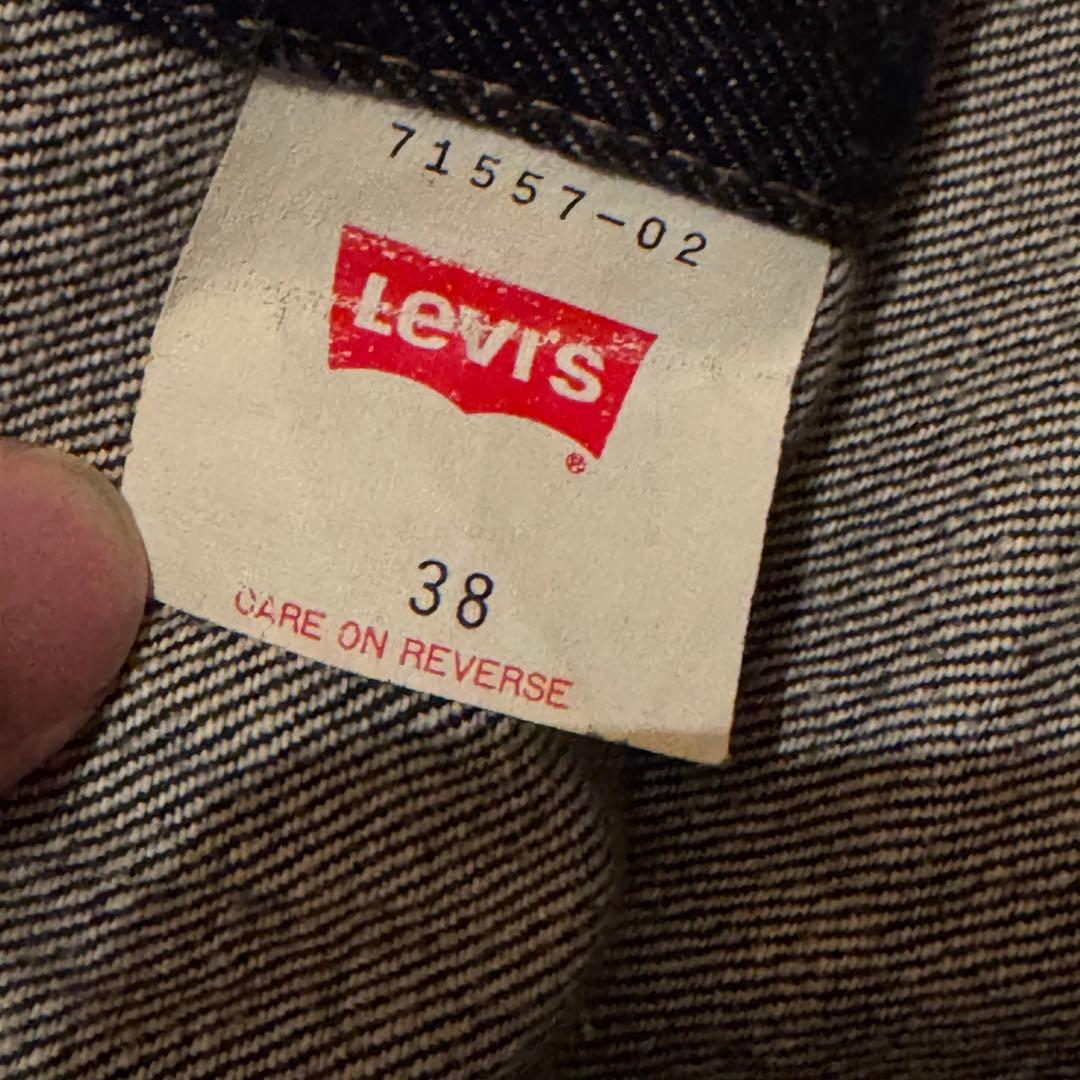 71557-02
Levi's
®
38
CARE ON REVERSE